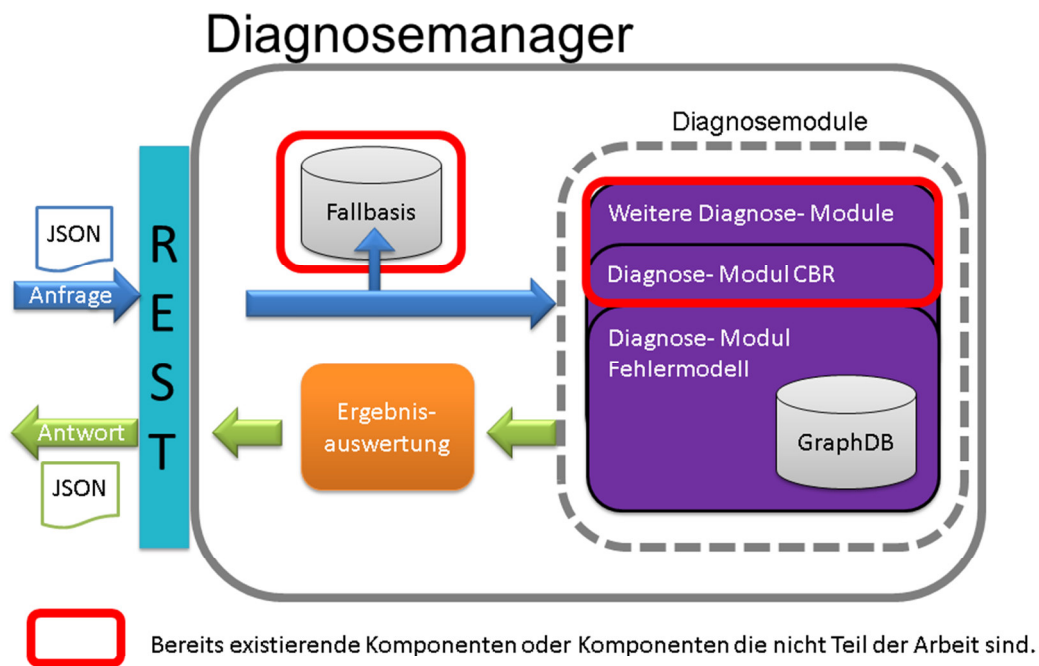 Diagnosemanager
Diagnosemodule
Fallbasis
Weitere Diagnose- Module
JSON
REST
Diagnose- Modul CBR
Anfrage
Diagnose- Modul
Fehlermodell
Ergebnis-
auswertung
Antwort
GraphDB
JSON
Bereits existierende Komponenten oder Komponenten die nicht Teil der Arbeit sind.